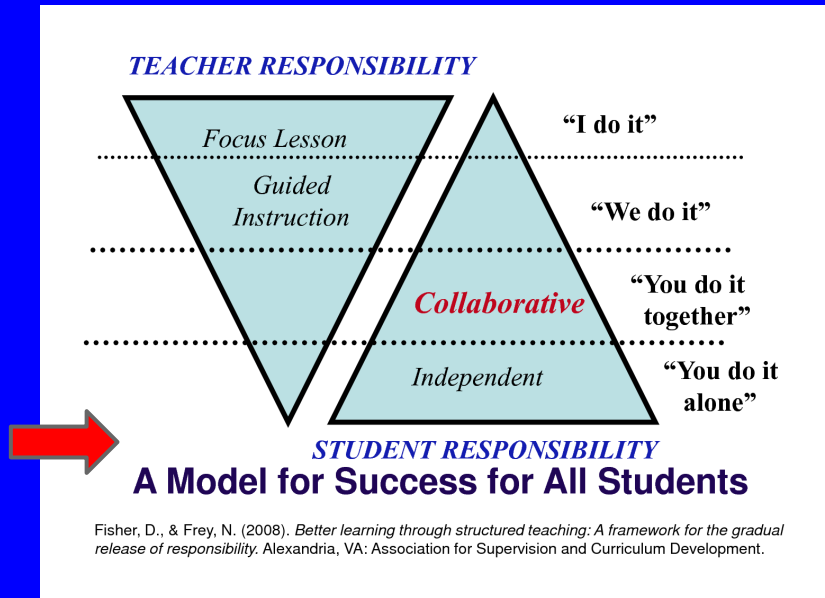 TEACHER RESPONSIBILITY
Focus Lesson
“I do it”
Guided
Instruction
“We do it”
Collaborative
“You do it
together”
Independent
“You do it
alone”
STUDENT RESPONSIBILITY
A Model for Success for All Students
Fisher, D., & Frey, N. (2008). Better learning through structured teaching: A framework for the gradual
release of responsibility. Alexandria, VA: Association for Supervision and Curriculum Development.